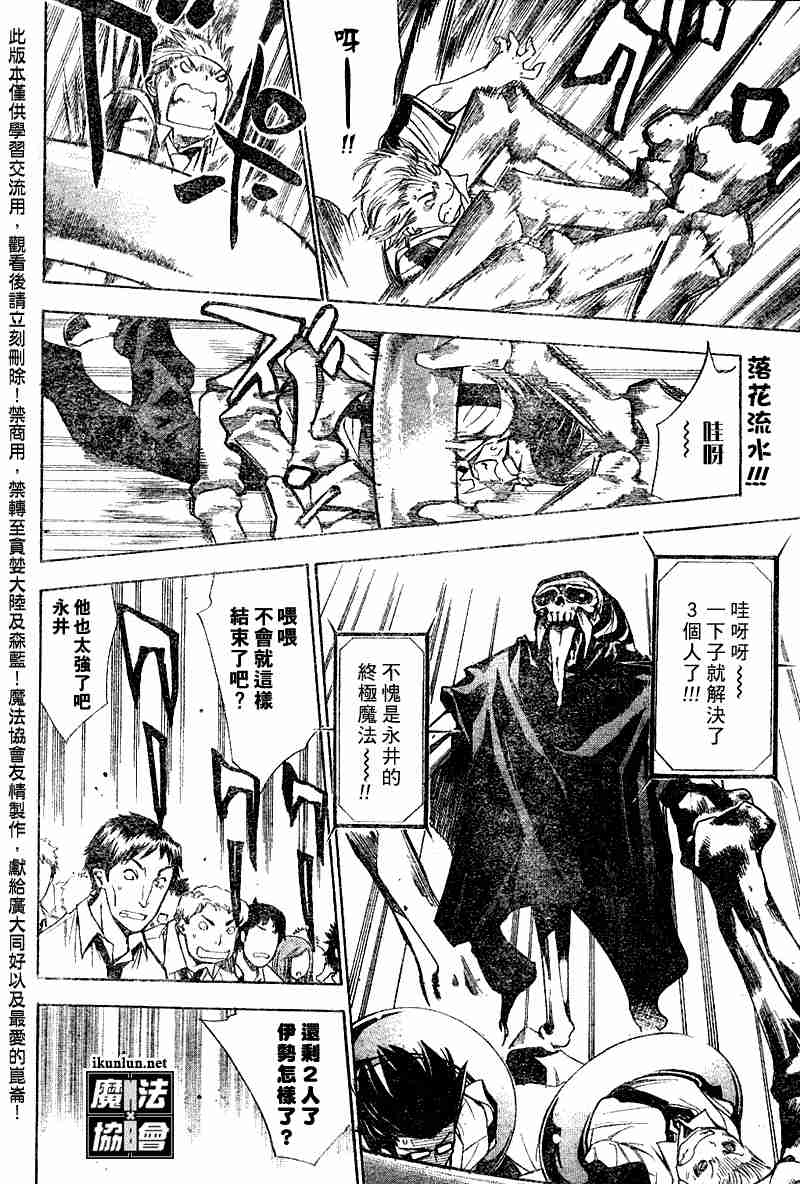 呀
——
!!
落花流水!!!
哇呀
～～
哇呀呀～
一下子就解決了
3個人了!!!
不愧是永井的
終極魔法
～～!!
喂喂
不會就這樣
結束了吧?
他也太強了吧
永井
還剩2人了
伊勢怎樣了?
ikunlun.net
魔法
協會
此版本僅供學習交流用，觀看後請立刻刪除！禁商用，禁轉至貪婪大陸及森藍！魔法協會友情製作，獻給廣大同好以及最愛的崑崙！